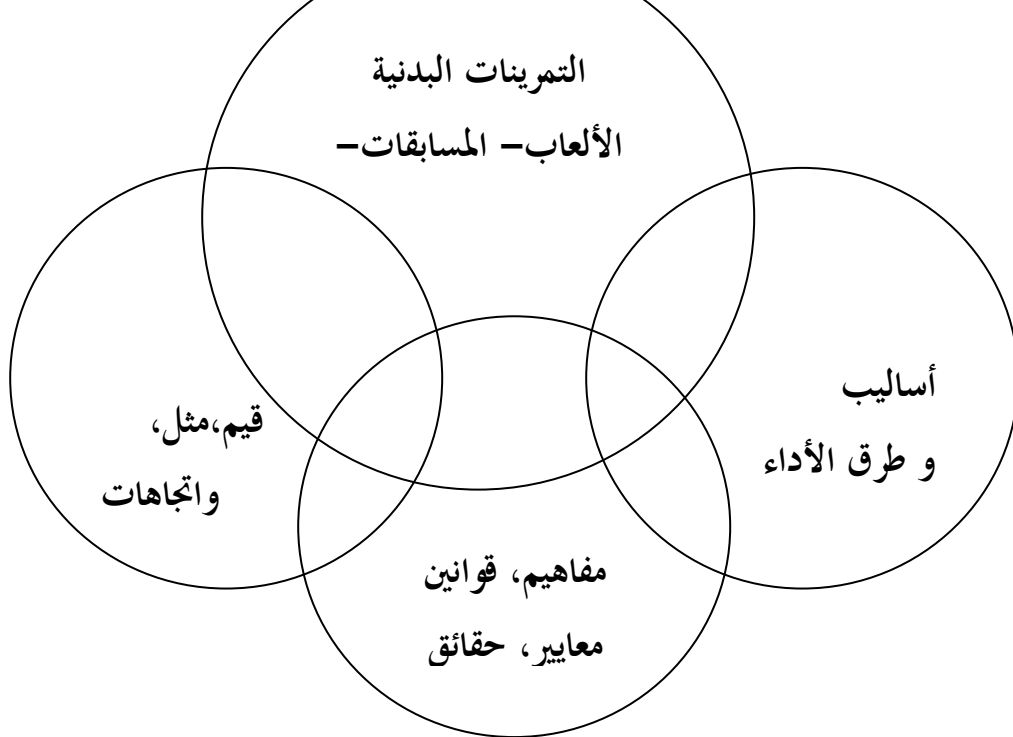 التمرينات البدنية
الألعاب– المسابقات–
أساليب
و طرق الأداء
قيم،مثل،
واتجاهات
مفاهيم، قوانين
معايير، حقائق